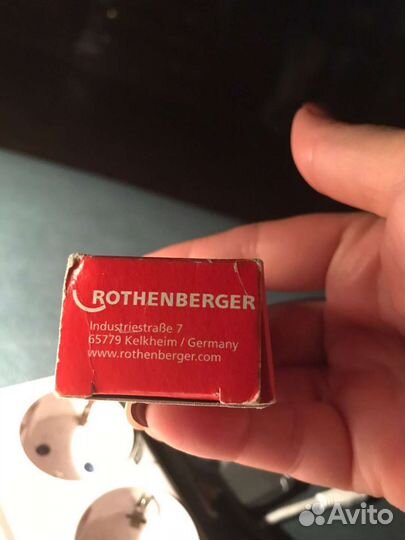 ROTHENBERGER
Industriestraße 7
65779 Kelkheim / Germany
www.rothenberger.com
Avito